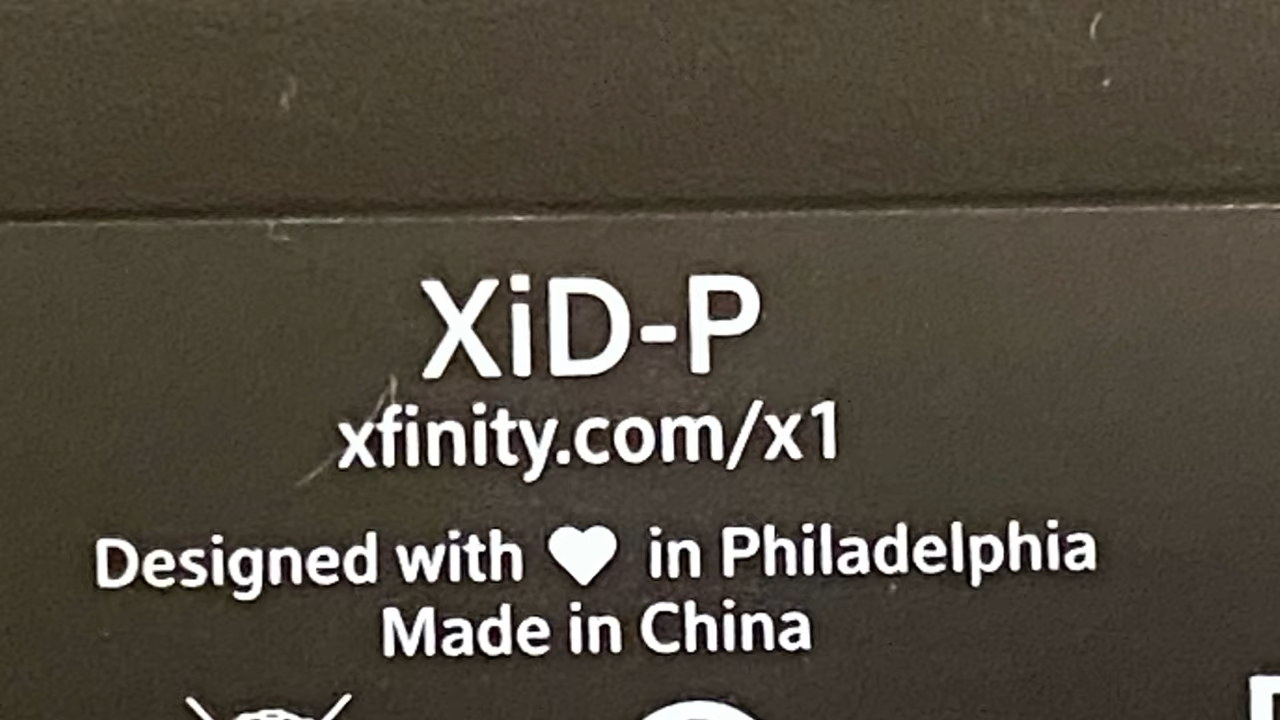 XiD-P
xfinity.com/x1
Designed with ♥ in Philadelphia
Made in China